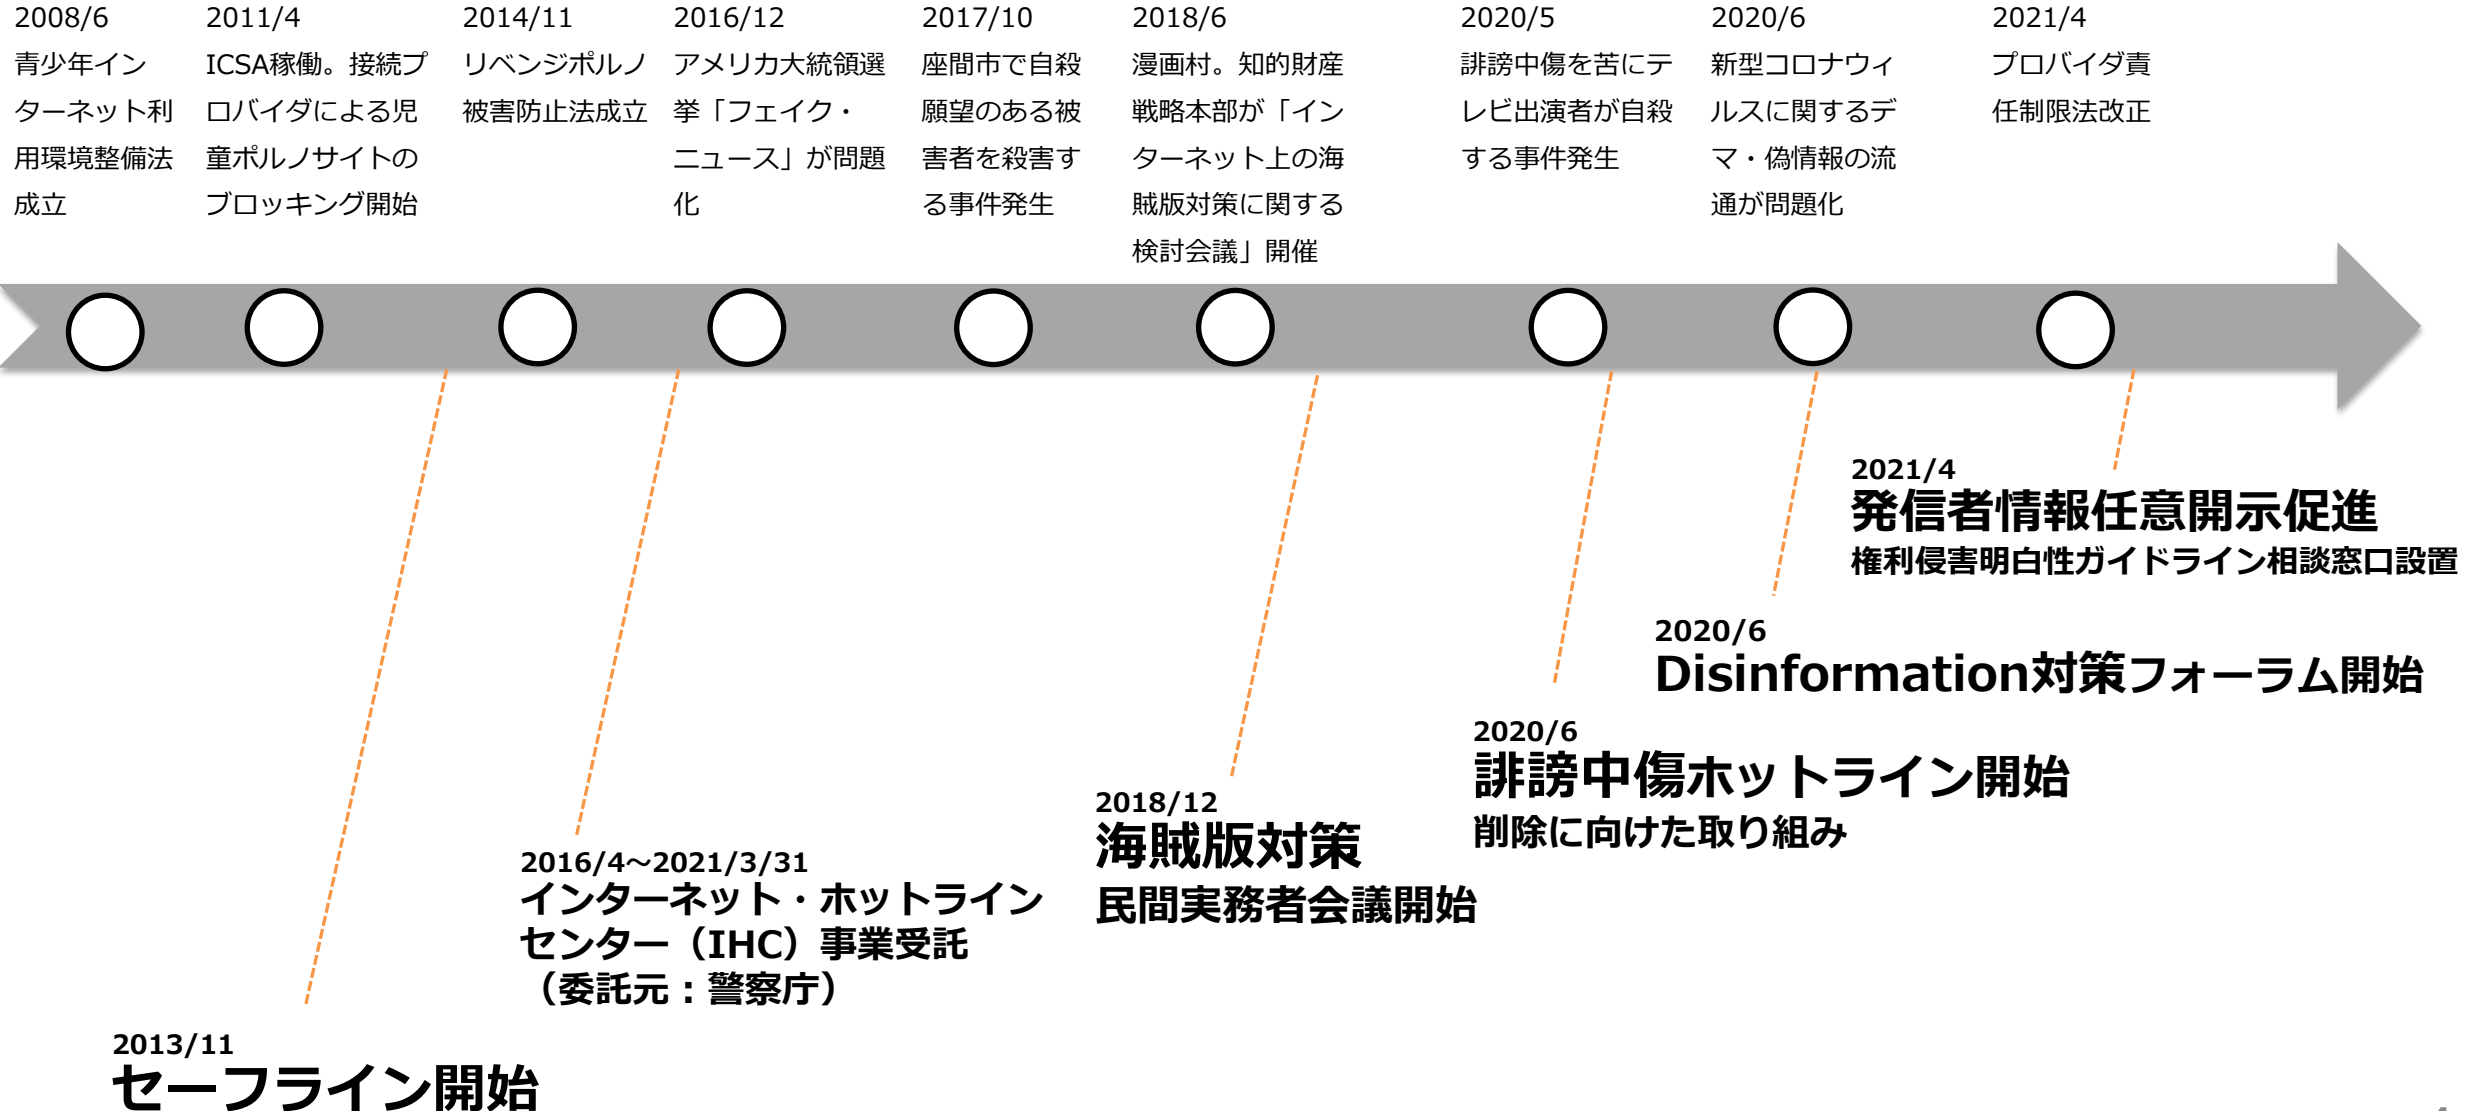 2008/6
青少年イン
ターネット利
用環境整備法
成立
2011/4
ICSA稼働。接続プ
ロバイダによる児
童ポルノサイトの
ブロッキング開始
2014/11
リベンジポルノ
被害防止法成立
2016/12
アメリカ大統領選
挙「フェイク・
ニュース」が問題
化
2017/10
座間市で自殺
願望のある被
害者を殺害す
る事件発生
2018/6
漫画村。知的財産
戦略本部が「イン
ターネット上の海
賊版対策に関する
検討会議」開催
2020/5
誹謗中傷を苦にテ
レビ出演者が自殺
する事件発生
2020/6
新型コロナウィ
ルスに関するデ
マ・偽情報の流
通が問題化
2021/4
プロバイダ責
任制限法改正
2021/4
発信者情報任意開示促進
権利侵害明白性ガイドライン相談窓口設置
2020/6
Disinformation対策フォーラム開始
2020/6
誹謗中傷ホットライン開始
削除に向けた取り組み
2018/12
海賊版対策
民間実務者会議開始
2016/4～2021/3/31
インターネット・ホットライン
センター（IHC）事業受託
（委託元：警察庁）
2013/11
セーフライン開始